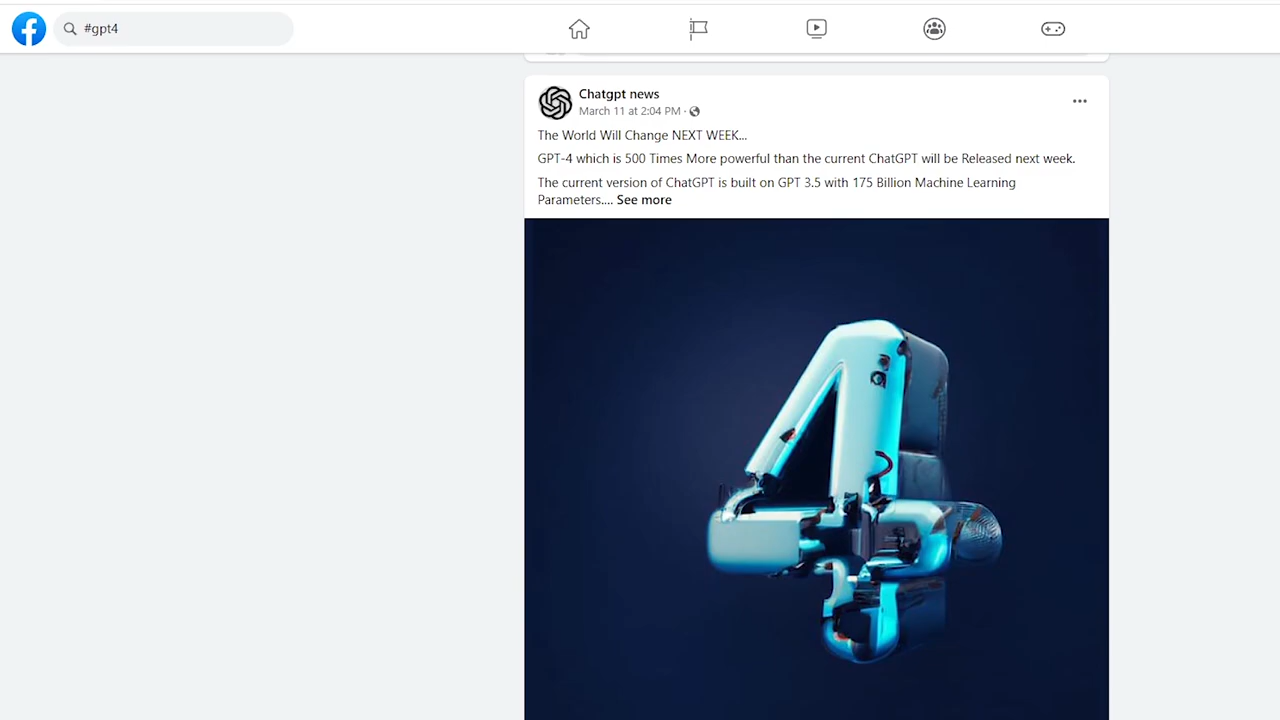 #gpt4
Chatgpt news
March 11 at 2:04 PM ·
The World Will Change NEXT WEEK...
GPT-4 which is 500 Times More powerful than the current ChatGPT will be Released next week.
The current version of ChatGPT is built on GPT 3.5 with 175 Billion Machine Learning
Parameters.... See more
4